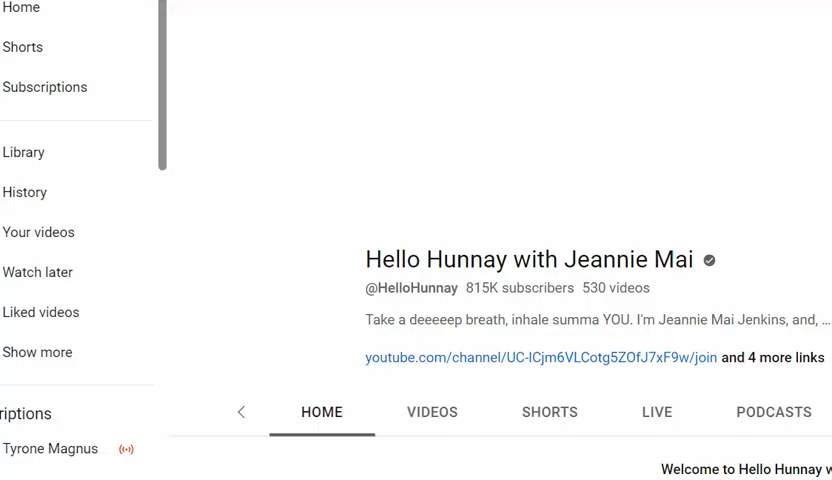 Home
Shorts
Subscriptions
Library
History
Your videos
Watch later
Liked videos
Show more
riptions
Tyrone Magnus
Hello Hunnay with Jeannie Mai
@HelloHunnay 815K subscribers 530 videos
Take a deeeeep breath, inhale summa YOU. I'm Jeannie Mai Jenkins, and, ...
youtube.com/channel/UC-ICjm6VLCotg5ZOfJ7xF9w/join and 4 more links
HOME VIDEOS SHORTS LIVE PODCASTS
Welcome to Hello Hunnay w